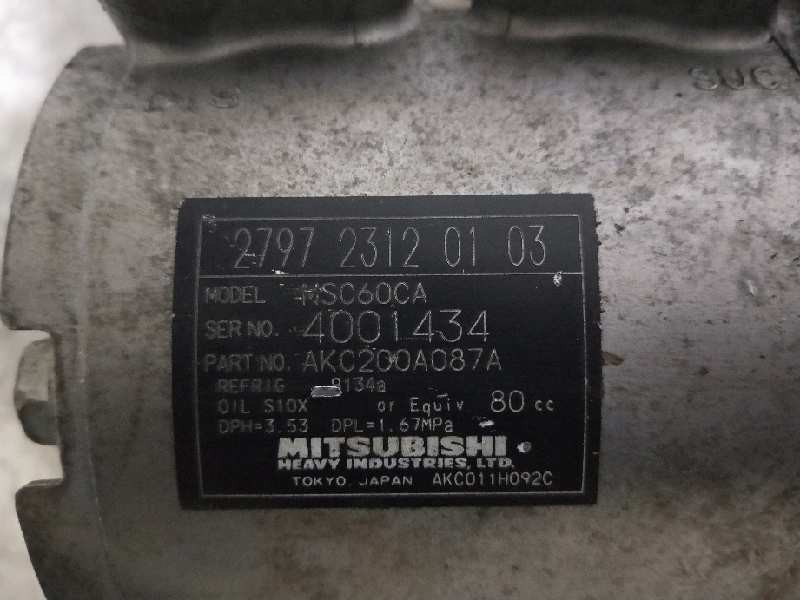 SUC
2797 2312 01 03
MODEL MSC60CA
SER NO. 4001434
PART NO. AKC200A087A
REFRIG R134a
OIL S10X or Equiv 80 cc
DPH=3.53 DPL=1.67MPa
MITSUBISHI
HEAVY INDUSTRIES, LTD.
TOKYO JAPAN AKC011H092C